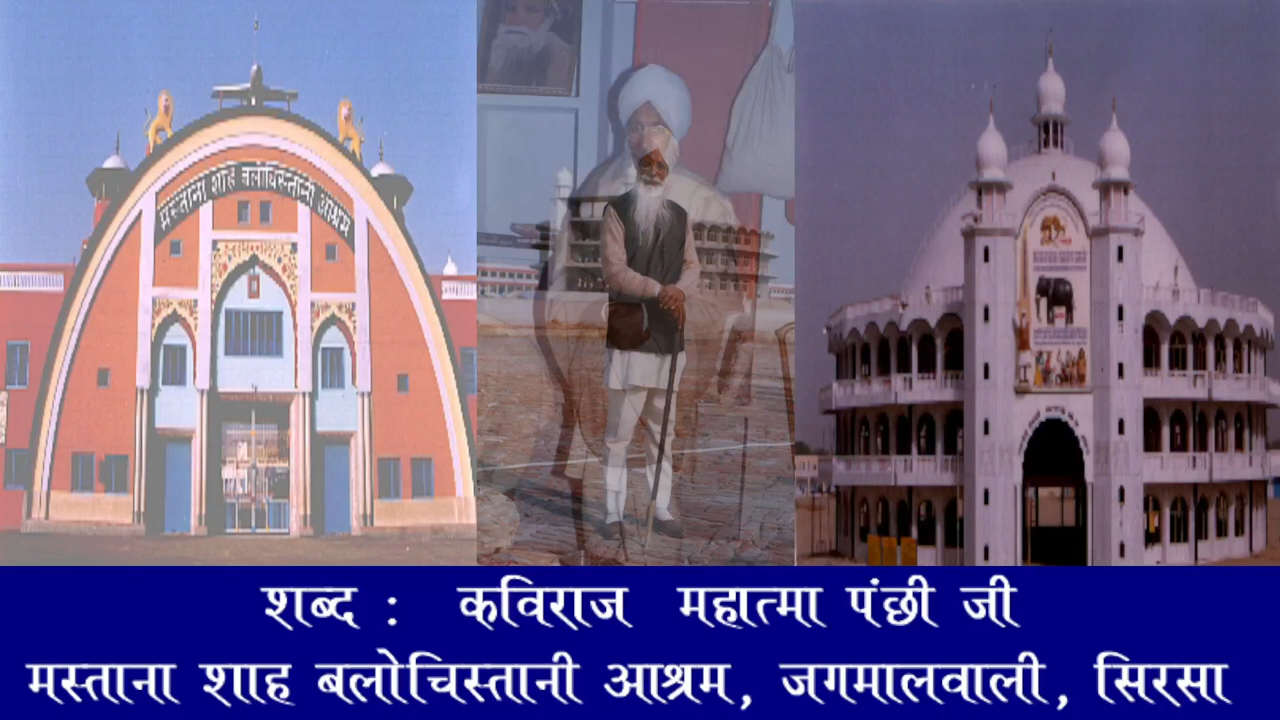 मस्ताना शाह बलोचिस्तानी आश्रम
शब्द : कविराज महात्मा पंछी जी
मस्ताना शाह बलोचिस्तानी आश्रम, जगमालवाली, सिरसा